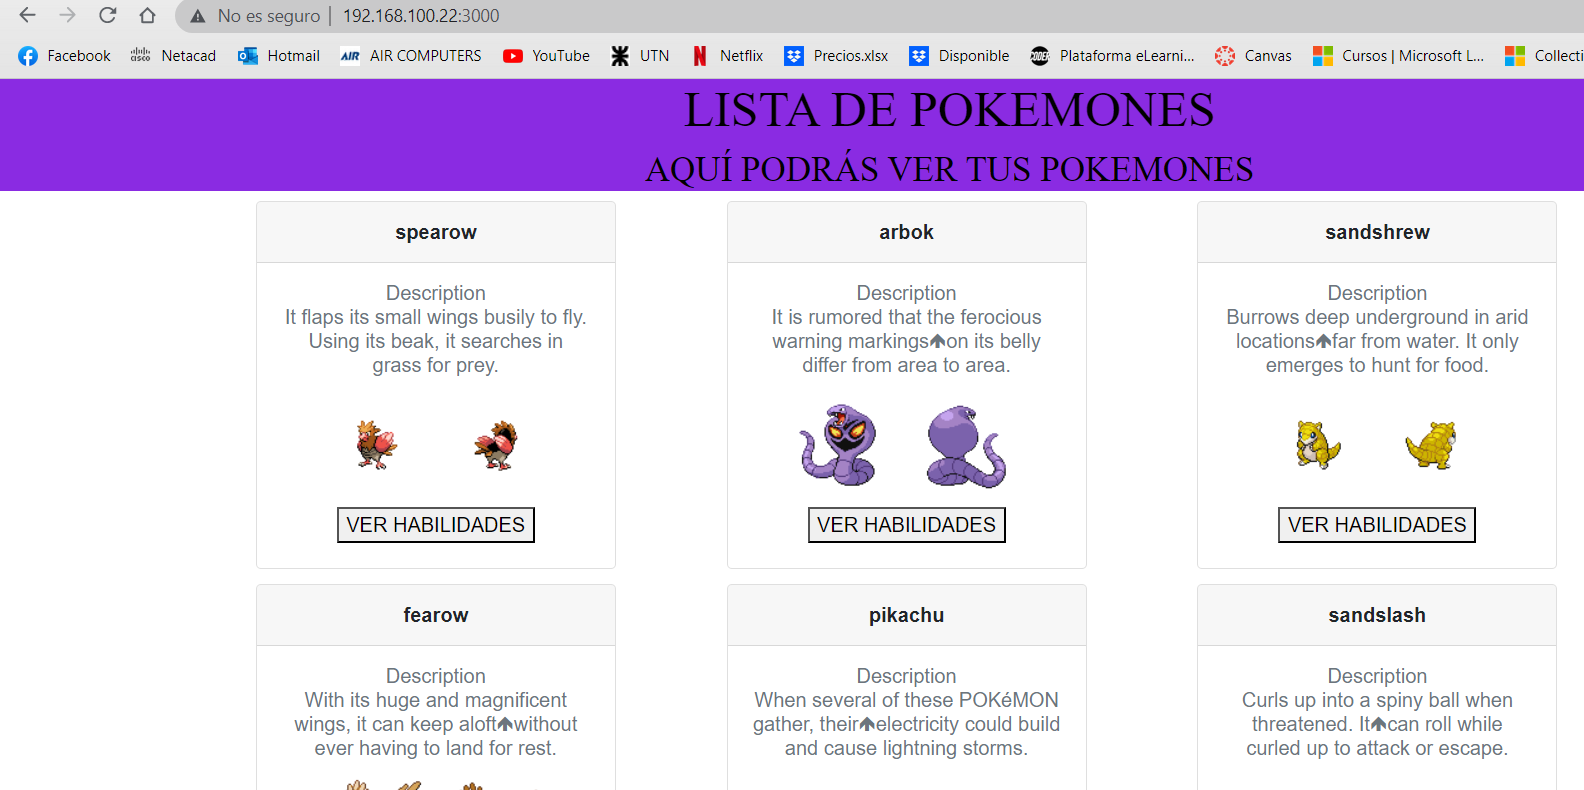 No es seguro | 192.168.100.22:3000
Facebook Netacad Hotmail AIR AIR COMPUTERS YouTube UTN Netflix Precios.xlsx Disponible CODER Plataforma eLearni... Canvas Cursos | Microsoft L... Collecti
LISTA DE POKEMONES
AQUÍ PODRÁS VER TUS POKEMONES
spearow
Description
It flaps its small wings busily to fly.
Using its beak, it searches in
grass for prey.
VER HABILIDADES
arbok
Description
It is rumored that the ferocious
warning markings🡅on its belly
differ from area to area.
VER HABILIDADES
sandshrew
Description
Burrows deep underground in arid
locations🡅far from water. It only
emerges to hunt for food.
VER HABILIDADES
fearow
Description
With its huge and magnificent
wings, it can keep aloft🡅without
ever having to land for rest.
pikachu
Description
When several of these POKéMON
gather, their🡅electricity could build
and cause lightning storms.
sandslash
Description
Curls up into a spiny ball when
threatened. It🡅can roll while
curled up to attack or escape.